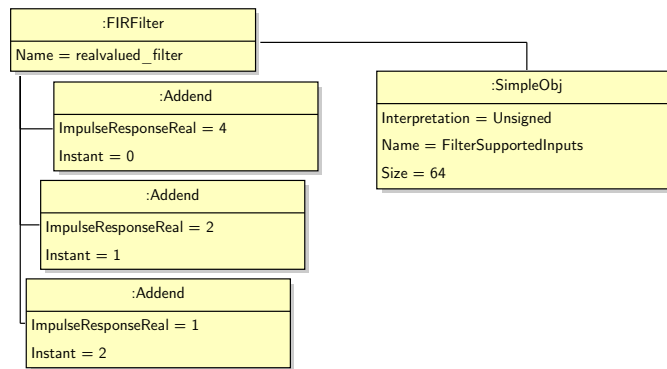 :FIRFilter
Name = realvalued_filter
:Addend
ImpulseResponseReal = 4
Instant = 0
:SimpleObj
Interpretation = Unsigned
Name = FilterSupportedInputs
Size = 64
:Addend
ImpulseResponseReal = 2
Instant = 1
:Addend
ImpulseResponseReal = 1
Instant = 2